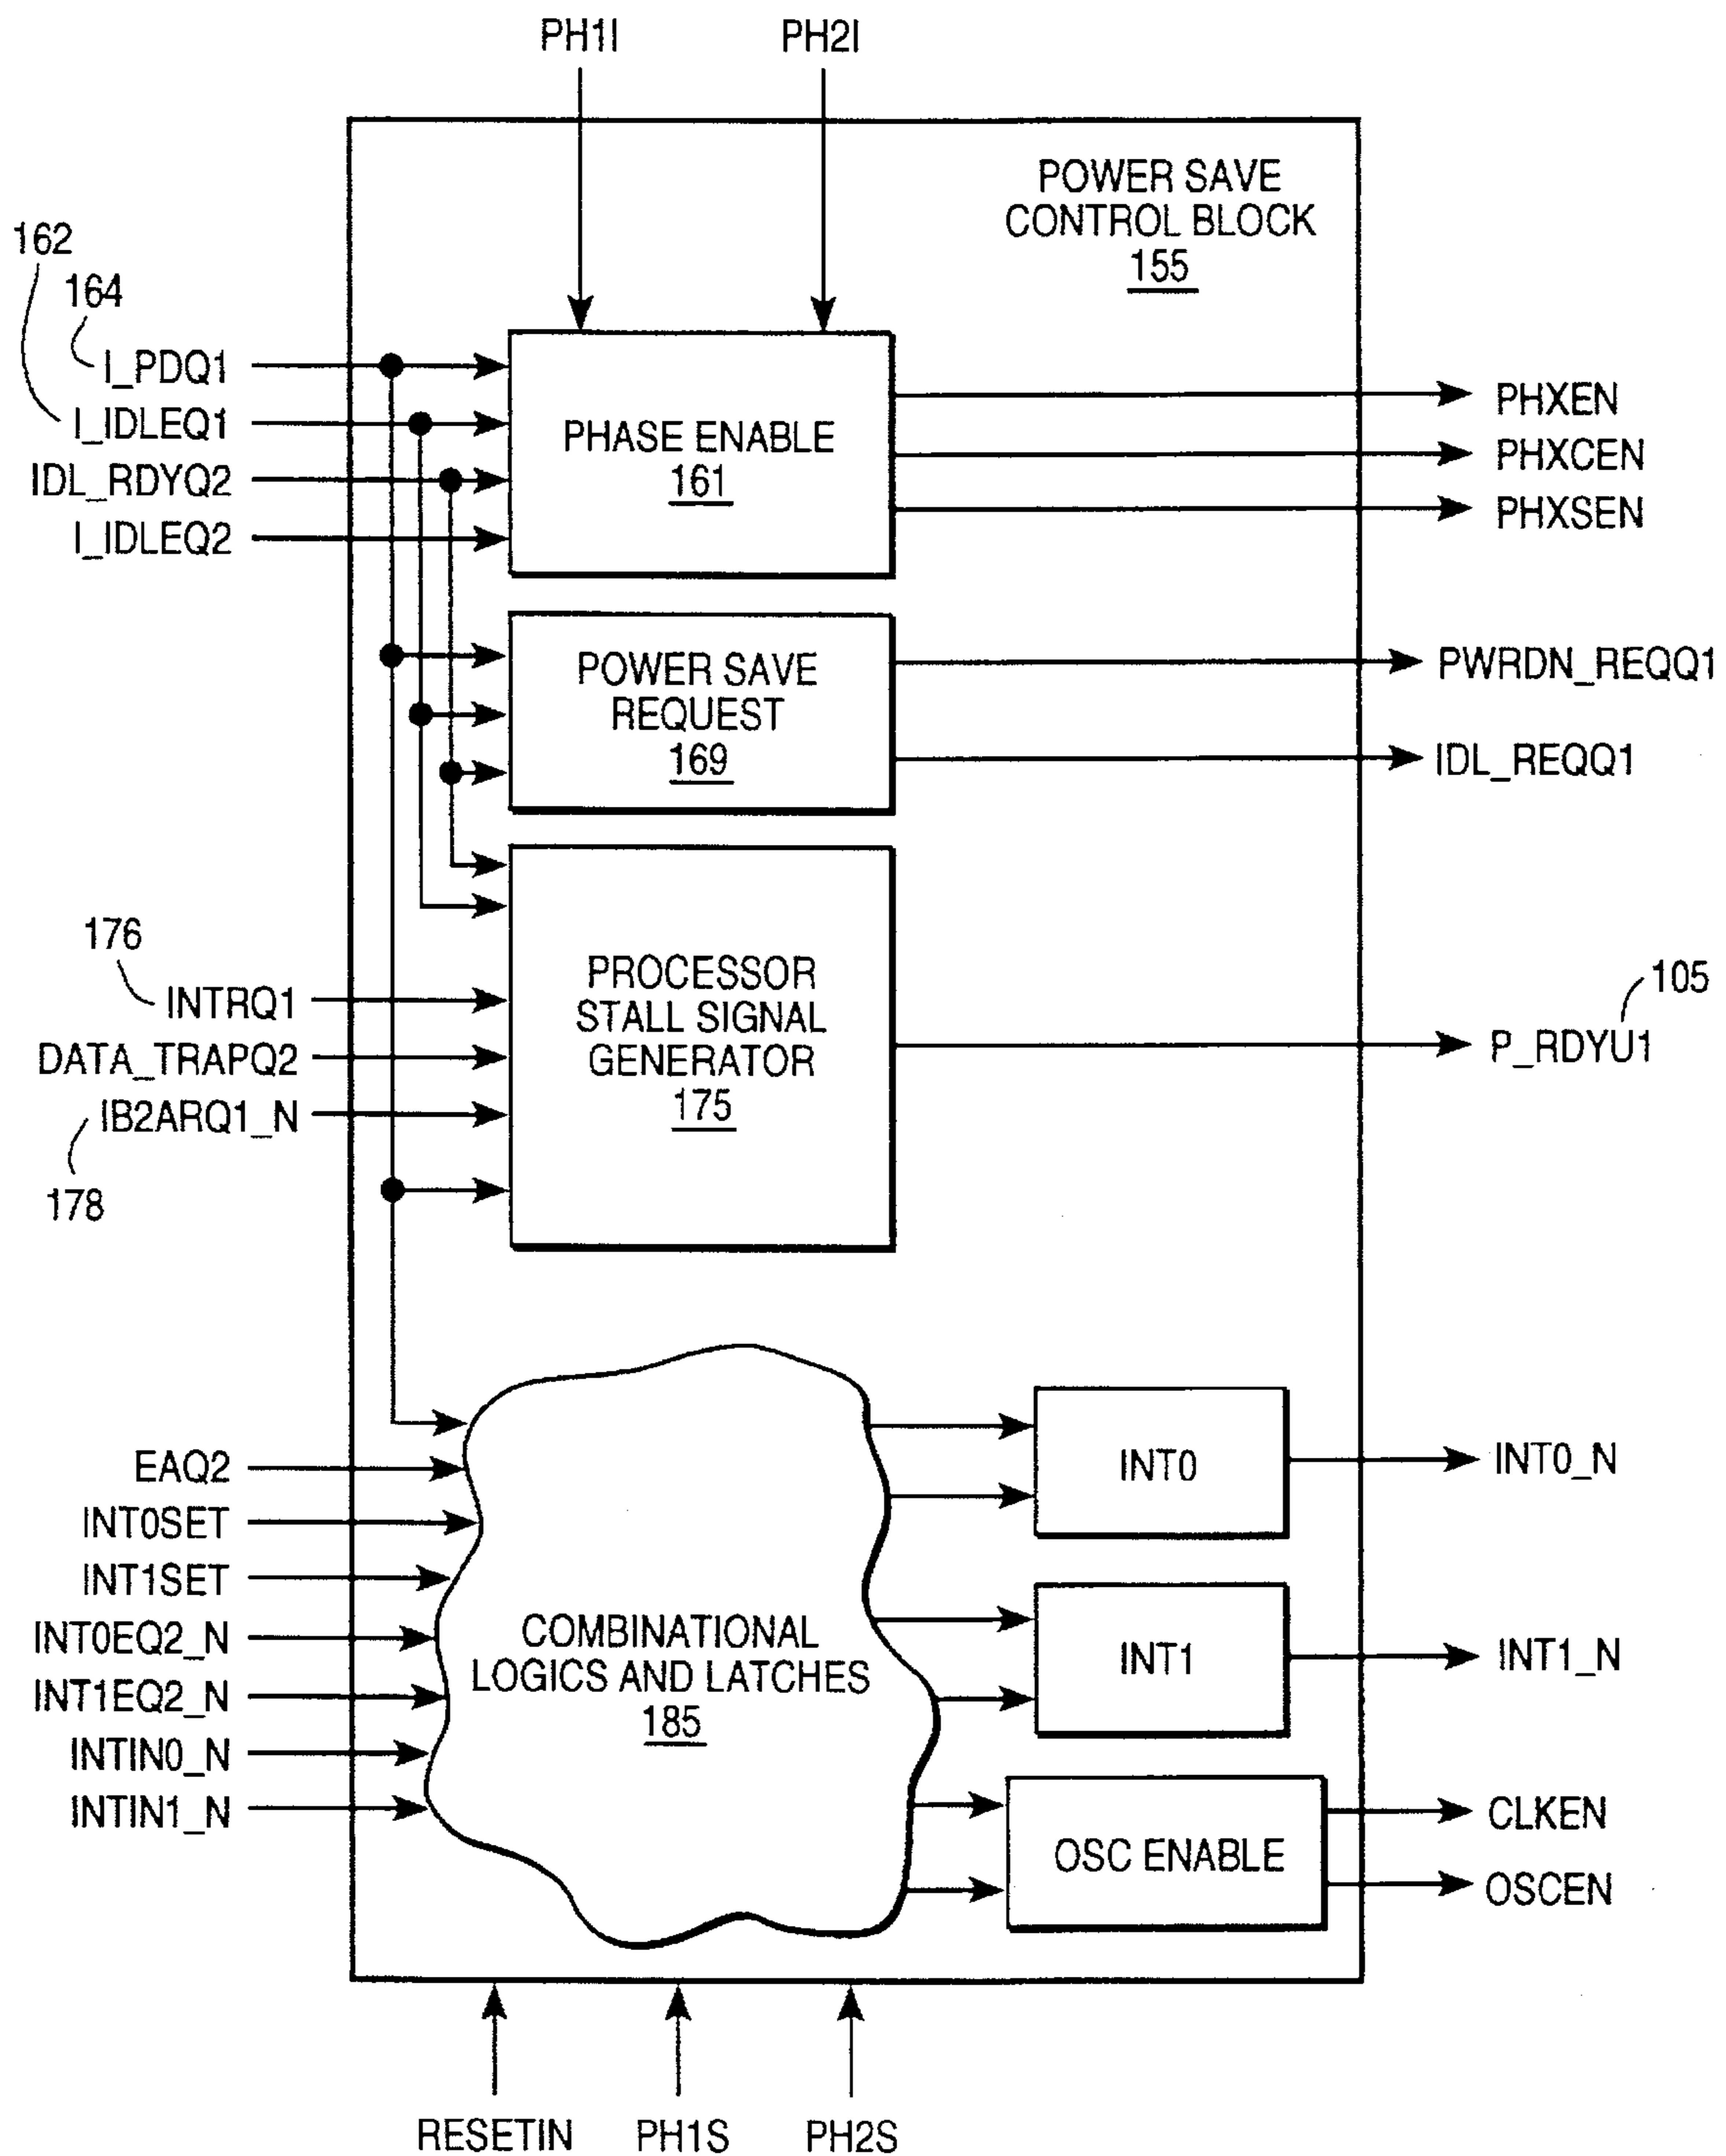 PH1I
PH2I
POWER SAVE
CONTROL BLOCK
155
162
164
I_PDQ1
I_IDLEQ1
IDL_RDYQ2
I_IDLEQ2
PHASE ENABLE
161
PHXEN
PHXCEN
PHXSEN
POWER SAVE
REQUEST
169
PWRDN_REQQ1
IDL_REQQ1
176
INTRQ1
DATA_TRAPQ2
IB2ARQ1_N
178
PROCESSOR
STALL SIGNAL
GENERATOR
175
105
P_RDYU1
EAQ2
INT0SET
INT1SET
INT0EQ2_N
INT1EQ2_N
INTIN0_N
INTIN1_N
COMBINATIONAL
LOGICS AND LATCHES
185
INT0
INT0_N
INT1
INT1_N
OSC ENABLE
CLKEN
OSCEN
RESETIN
PH1S
PH2S